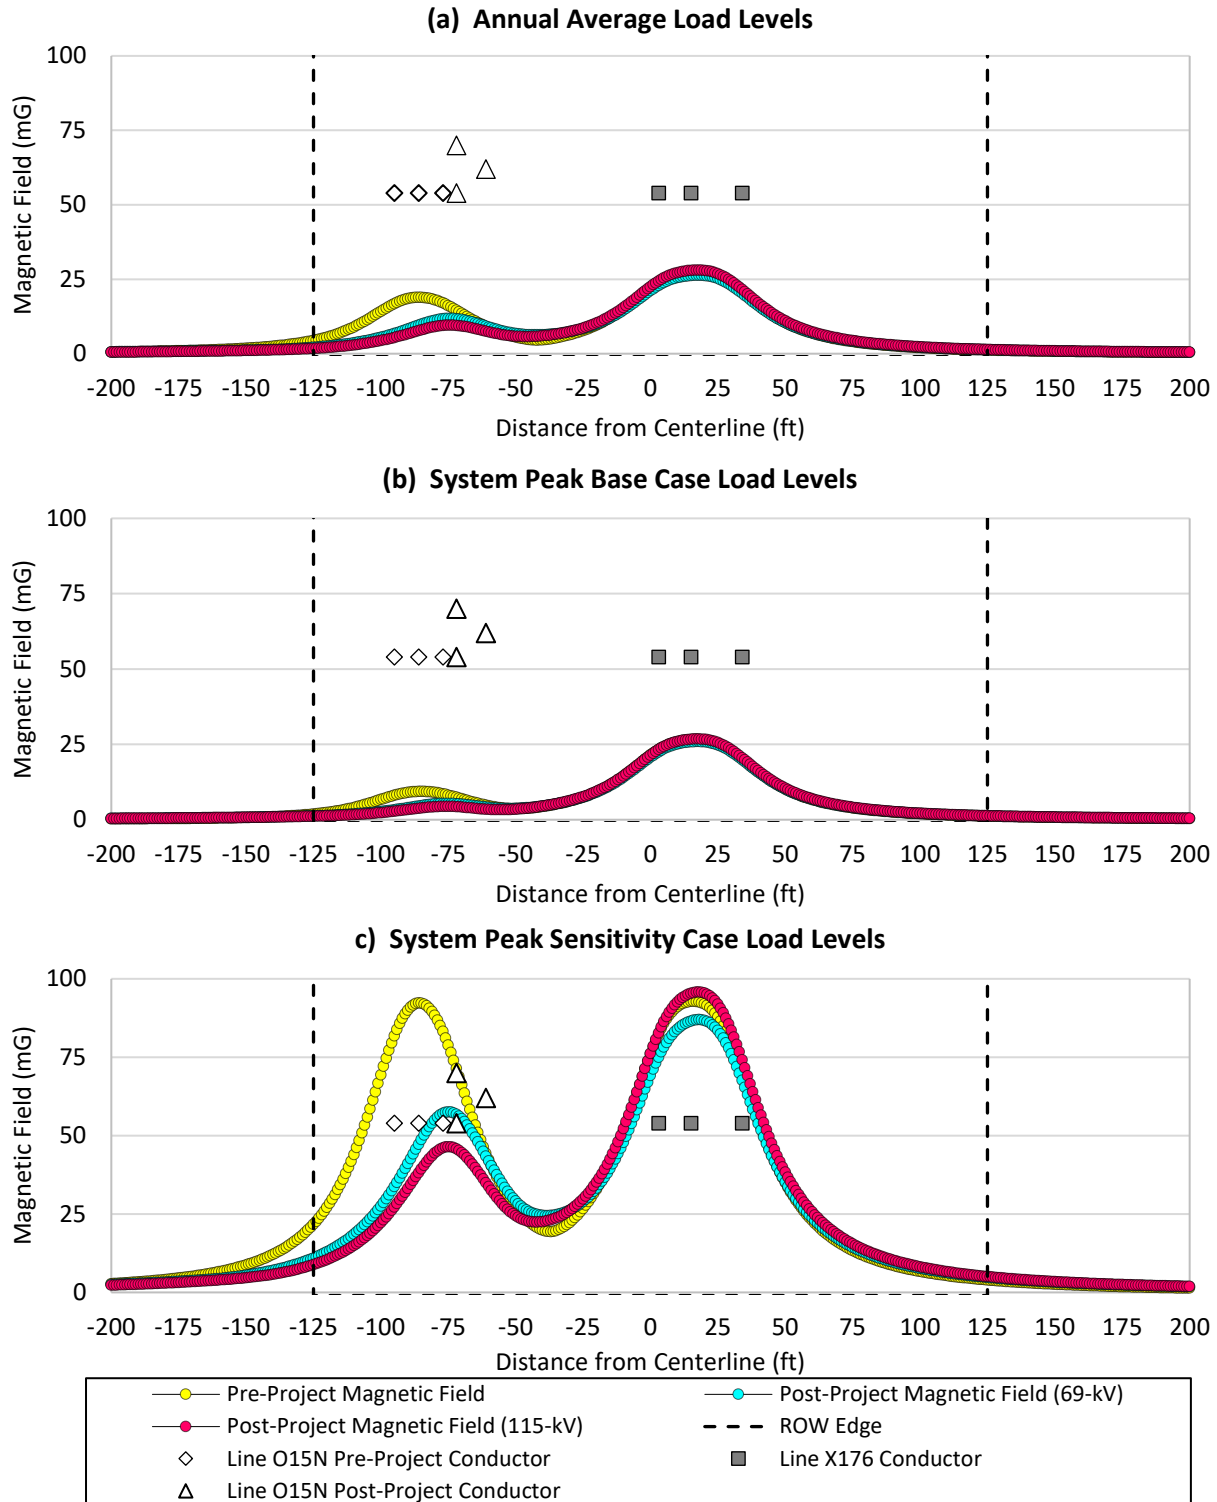 (a) Annual Average Load Levels
100
75
50
25
0
Magnetic Field (mG)
-200 -175 -150 -125 -100 -75 -50 -25 0 25 50 75 100 125 150 175 200
Distance from Centerline (ft)
(b) System Peak Base Case Load Levels
100
75
50
25
0
Magnetic Field (mG)
-200 -175 -150 -125 -100 -75 -50 -25 0 25 50 75 100 125 150 175 200
Distance from Centerline (ft)
c) System Peak Sensitivity Case Load Levels
100
75
50
25
0
Magnetic Field (mG)
-200 -175 -150 -125 -100 -75 -50 -25 0 25 50 75 100 125 150 175 200
Distance from Centerline (ft)
Pre-Project Magnetic Field Post-Project Magnetic Field (69-kV)
Post-Project Magnetic Field (115-kV) ROW Edge
Line O15N Pre-Project Conductor Line X176 Conductor
Line O15N Post-Project Conductor